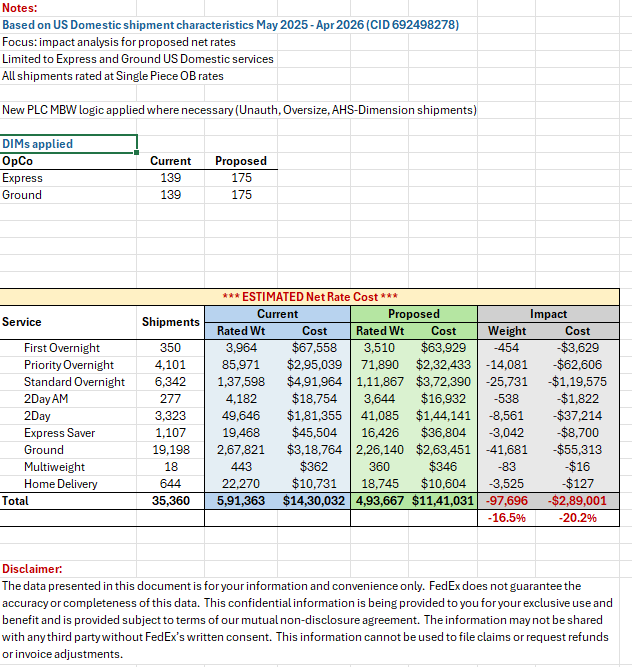 Notes:
Based on US Domestic shipment characteristics May 2025 - Apr 2026 (CID 692498278)
Focus: impact analysis for proposed net rates
Limited to Express and Ground US Domestic services
All shipments rated at Single Piece OB rates
New PLC MBW logic applied where necessary (Unauth, Oversize, AHS-Dimension shipments)
DIMs applied
OpCo Current Proposed
Express 139 175
Ground 139 175
*** ESTIMATED Net Rate Cost ***
Service Shipments Current Proposed Impact
Rated Wt Cost Rated Wt Cost Weight Cost
First Overnight 350 3,964 $67,558 3,510 $63,929 -454 -$3,629
Priority Overnight 4,101 85,971 $2,95,039 71,890 $2,32,433 -14,081 -$62,606
Standard Overnight 6,342 1,37,598 $4,91,964 1,11,867 $3,72,390 -25,731 -$1,19,575
2Day AM 277 4,182 $18,754 3,644 $16,932 -538 -$1,822
2Day 3,323 49,646 $1,81,355 41,085 $1,44,141 -8,561 -$37,214
Express Saver 1,107 19,468 $45,504 16,426 $36,804 -3,042 -$8,700
Ground 19,198 2,67,821 $3,18,764 2,26,140 $2,63,451 -41,681 -$55,313
Multiweight 18 443 $362 360 $346 -83 -$16
Home Delivery 644 22,270 $10,731 18,745 $10,604 -3,525 -$127
Total 35,360 5,91,363 $14,30,032 4,93,667 $11,41,031 -97,696 -$2,89,001
-16.5% -20.2%
Disclaimer:
The data presented in this document is for your information and convenience only. FedEx does not guarantee the
accuracy or completeness of this data. This confidential information is being provided to you for your exclusive use and
benefit and is provided subject to terms of our mutual non-disclosure agreement. The information may not be shared
with any third party without FedEx's written consent. This information cannot be used to file claims or request refunds
or invoice adjustments.